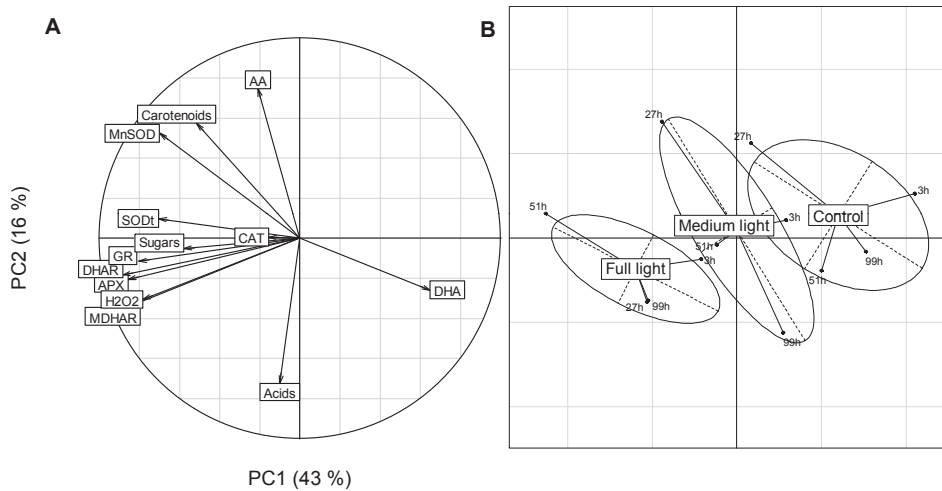 A
AA
Carotenoids
MnSOD
SODt
CAT
Sugars
GR
DHAR
APX
H2O2
MDHAR
DHA
Acids
PC2 (16 %)
PC1 (43 %)
B
27h
27h
3h
51h
3h
Medium light
Control
51h
99h
Full light
3h
51h
27h
99h
99h